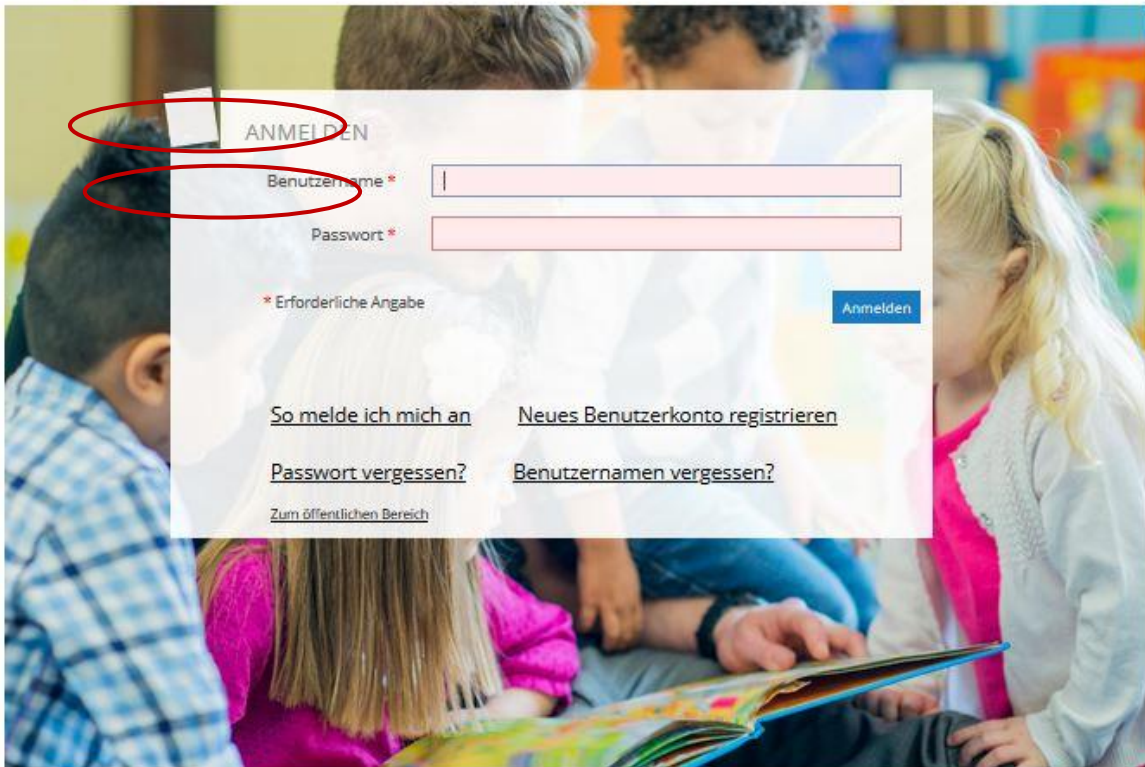 ANMELDEN
Benutzername *
Passwort *
* Erforderliche Angabe
Anmelden
So melde ich mich an Neues Benutzerkonto registrieren
Passwort vergessen? Benutzernamen vergessen?
Zum öffentlichen Bereich